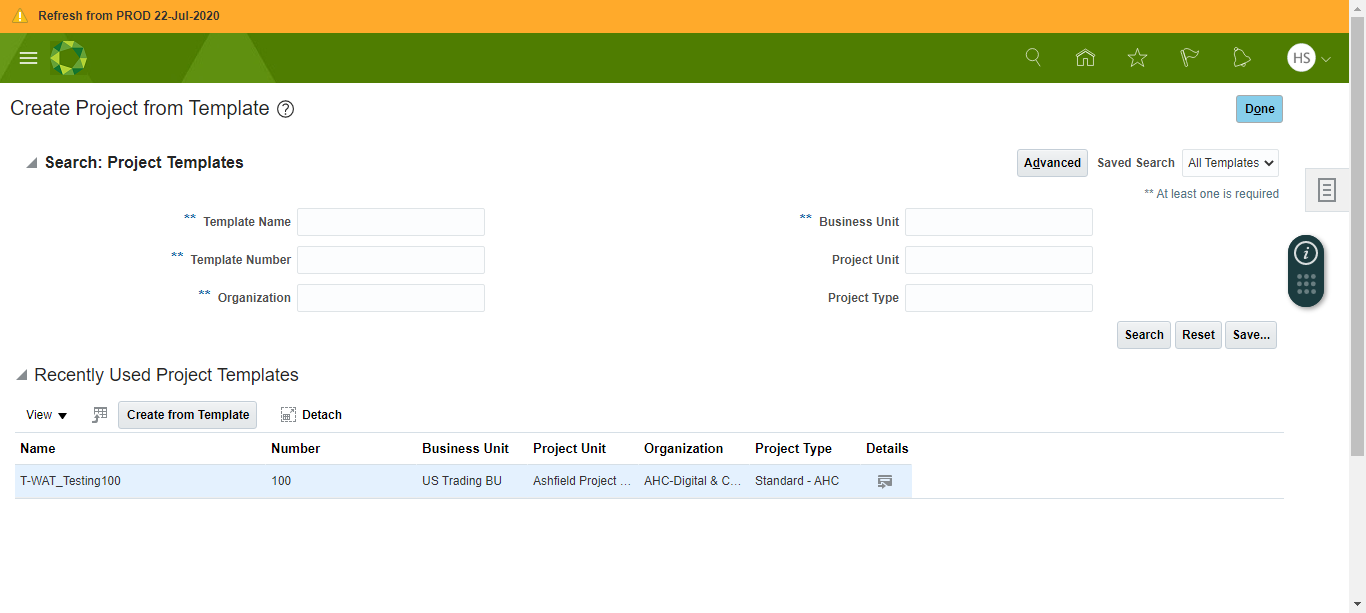 Refresh from PROD 22-Jul-2020
HS
Create Project from Template ?
Done
Search: Project Templates
Advanced Saved Search All Templates
** At least one is required
** Template Name
** Business Unit
** Template Number
Project Unit
** Organization
Project Type
Search Reset Save...
Recently Used Project Templates
View Create from Template Detach
Name Number Business Unit Project Unit Organization Project Type Details
T-WAT_Testing100 100 US Trading BU Ashfield Project ... AHC-Digital & C... Standard - AHC